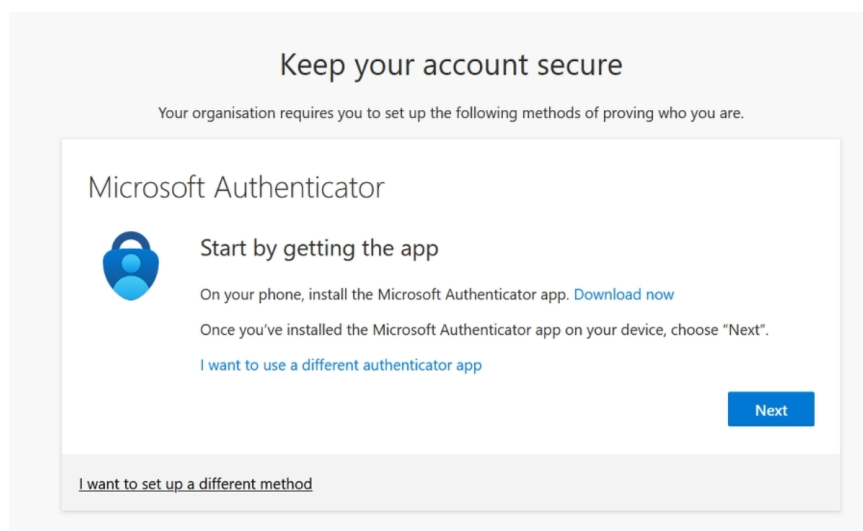 Keep your account secure
Your organisation requires you to set up the following methods of proving who you are.
Microsoft Authenticator
Start by getting the app
On your phone, install the Microsoft Authenticator app. Download now
Once you've installed the Microsoft Authenticator app on your device, choose “Next”.
I want to use a different authenticator app
Next
I want to set up a different method